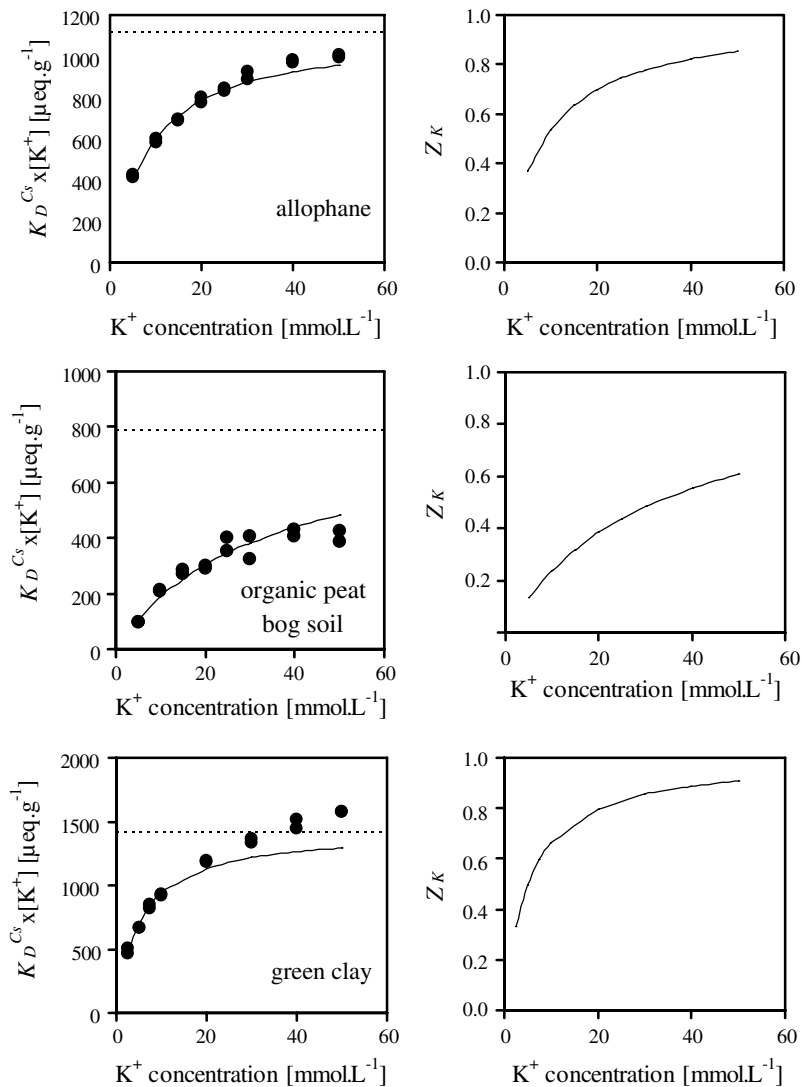 1200
1000
800
600
400
200
0
K_D^Cs x[K⁺] [µeq.g⁻¹]
allophane
0 20 40 60
K⁺ concentration [mmol.L⁻¹]
1.0
0.8
0.6
0.4
0.2
0.0
Z_K
0 20 40 60
K⁺ concentration [mmol.L⁻¹]
1000
800
600
400
200
0
K_D^Cs x[K⁺] [µeq.g⁻¹]
organic peat
bog soil
0 20 40 60
K⁺ concentration [mmol.L⁻¹]
1.0
0.8
0.6
0.4
0.2
Z_K
0 20 40 60
K⁺ concentration [mmol.L⁻¹]
2000
1500
1000
500
0
K_D^Cs x[K⁺] [µeq.g⁻¹]
green clay
0 20 40 60
K⁺ concentration [mmol.L⁻¹]
1.0
0.8
0.6
0.4
0.2
0.0
Z_K
0 20 40 60
K⁺ concentration [mmol.L⁻¹]